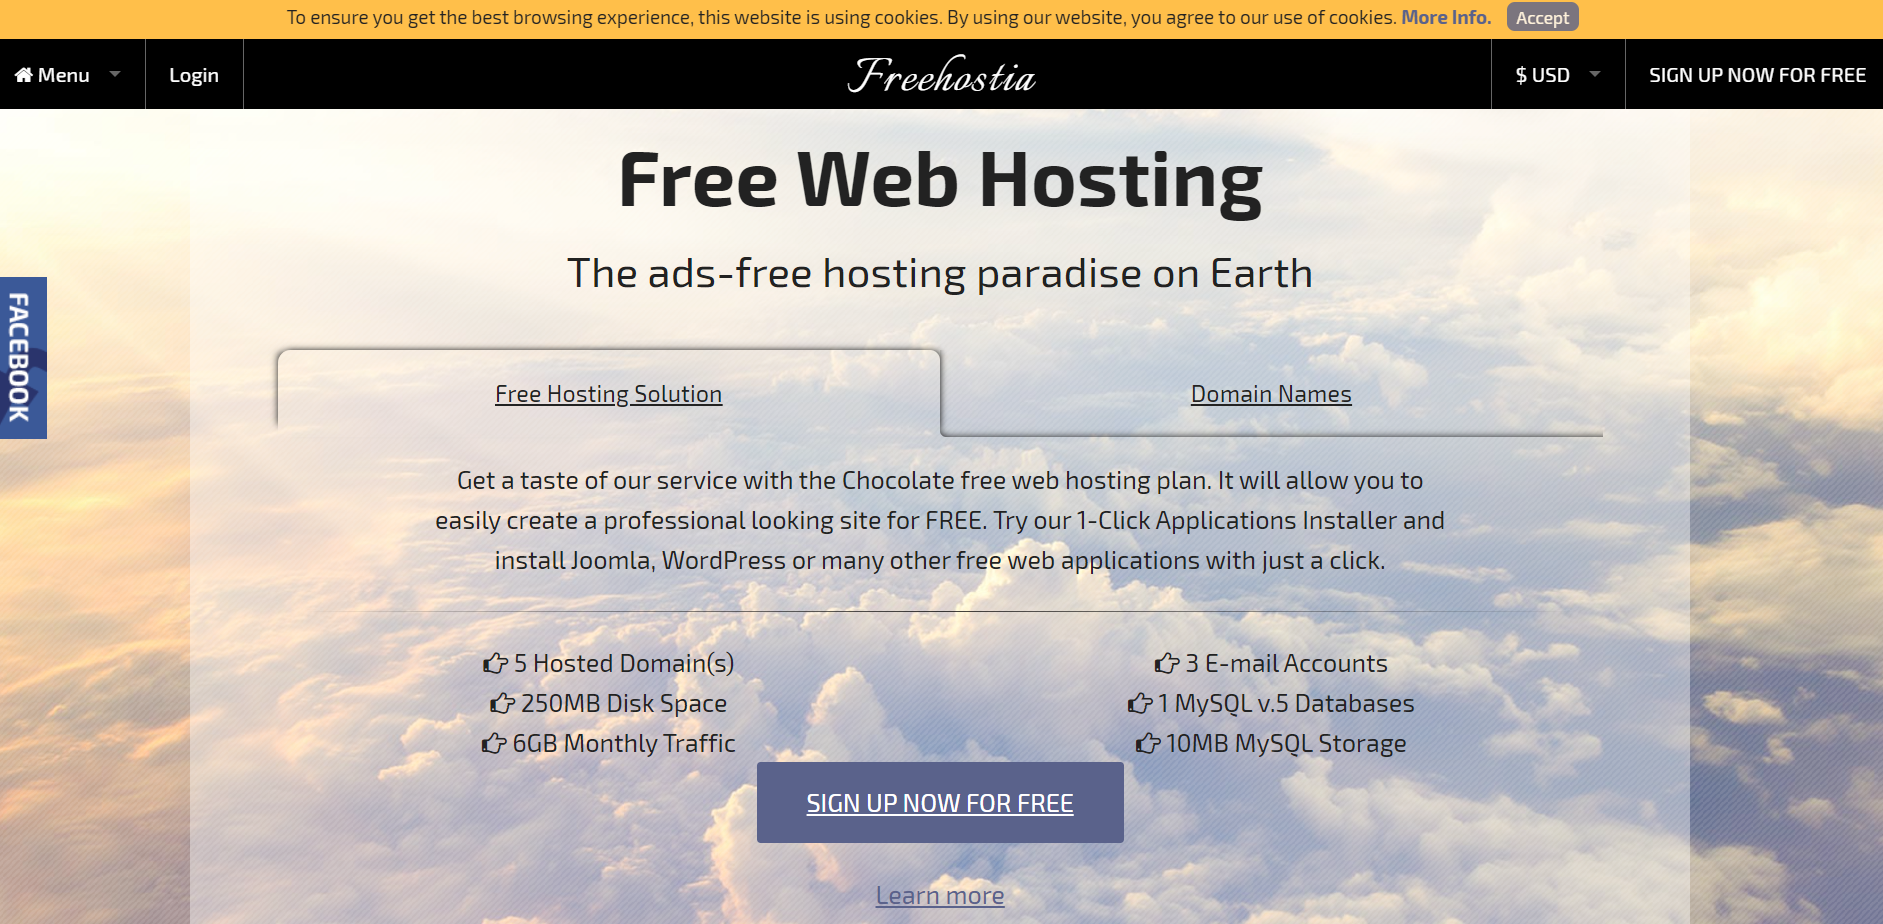 To ensure you get the best browsing experience, this website is using cookies. By using our website, you agree to our use of cookies. More Info. Accept
Menu Login Freehostia $ USD SIGN UP NOW FOR FREE
Free Web Hosting
The ads-free hosting paradise on Earth
FACEBOOK
Free Hosting Solution Domain Names
Get a taste of our service with the Chocolate free web hosting plan. It will allow you to
easily create a professional looking site for FREE. Try our 1-Click Applications Installer and
install Joomla, WordPress or many other free web applications with just a click.
5 Hosted Domain(s)
250MB Disk Space
6GB Monthly Traffic
3 E-mail Accounts
1 MySQL v.5 Databases
10MB MySQL Storage
SIGN UP NOW FOR FREE
Learn more